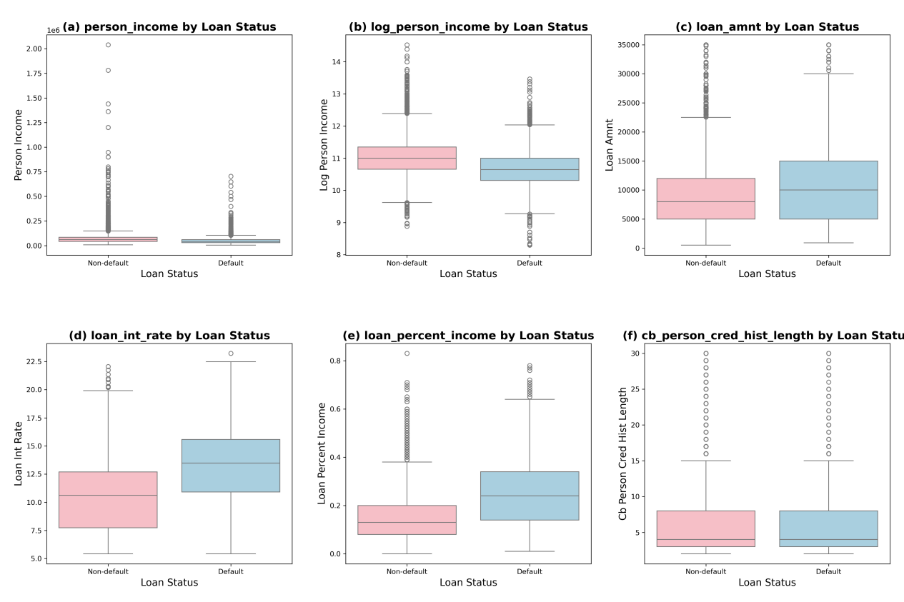 (a) person_income by Loan Status
1e6
2.00
1.75
1.50
1.25
1.00
0.75
0.50
0.25
0.00
Person Income
Non-default Default
Loan Status
(b) log_person_income by Loan Status
14
13
12
11
10
9
8
Log Person Income
Non-default Default
Loan Status
(c) loan_amnt by Loan Status
35000
30000
25000
20000
15000
10000
5000
0
Loan Amnt
Non-default Default
Loan Status
(d) loan_int_rate by Loan Status
22.5
20.0
17.5
15.0
12.5
10.0
7.5
5.0
Loan Int Rate
Non-default Default
Loan Status
(e) loan_percent_income by Loan Status
0.8
0.6
0.4
0.2
0.0
Loan Percent Income
Non-default Default
Loan Status
(f) cb_person_cred_hist_length by Loan Statu
30
25
20
15
10
5
Cb Person Cred Hist Length
Non-default Default
Loan Status